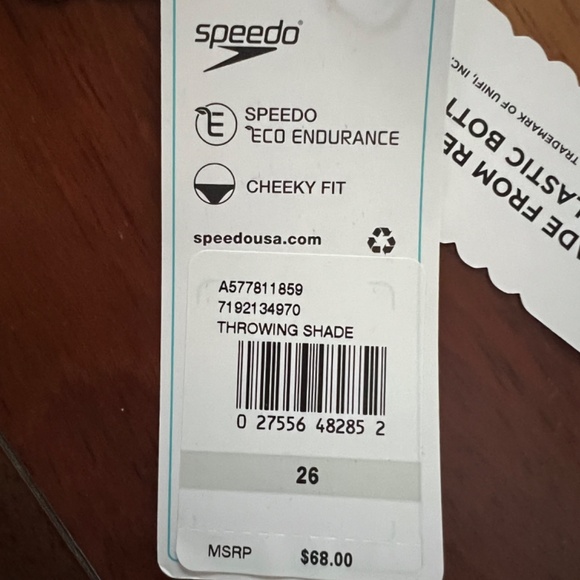 speedo®
SPEEDO
ECO ENDURANCE
CHEEKY FIT
speedousa.com
A577811859
7192134970
THROWING SHADE
0 27556 48285 2
26
MSRP $68.00
TRADEMARK OF UNIFI, INC.
LASTIC BOTT
ADE FROM RE